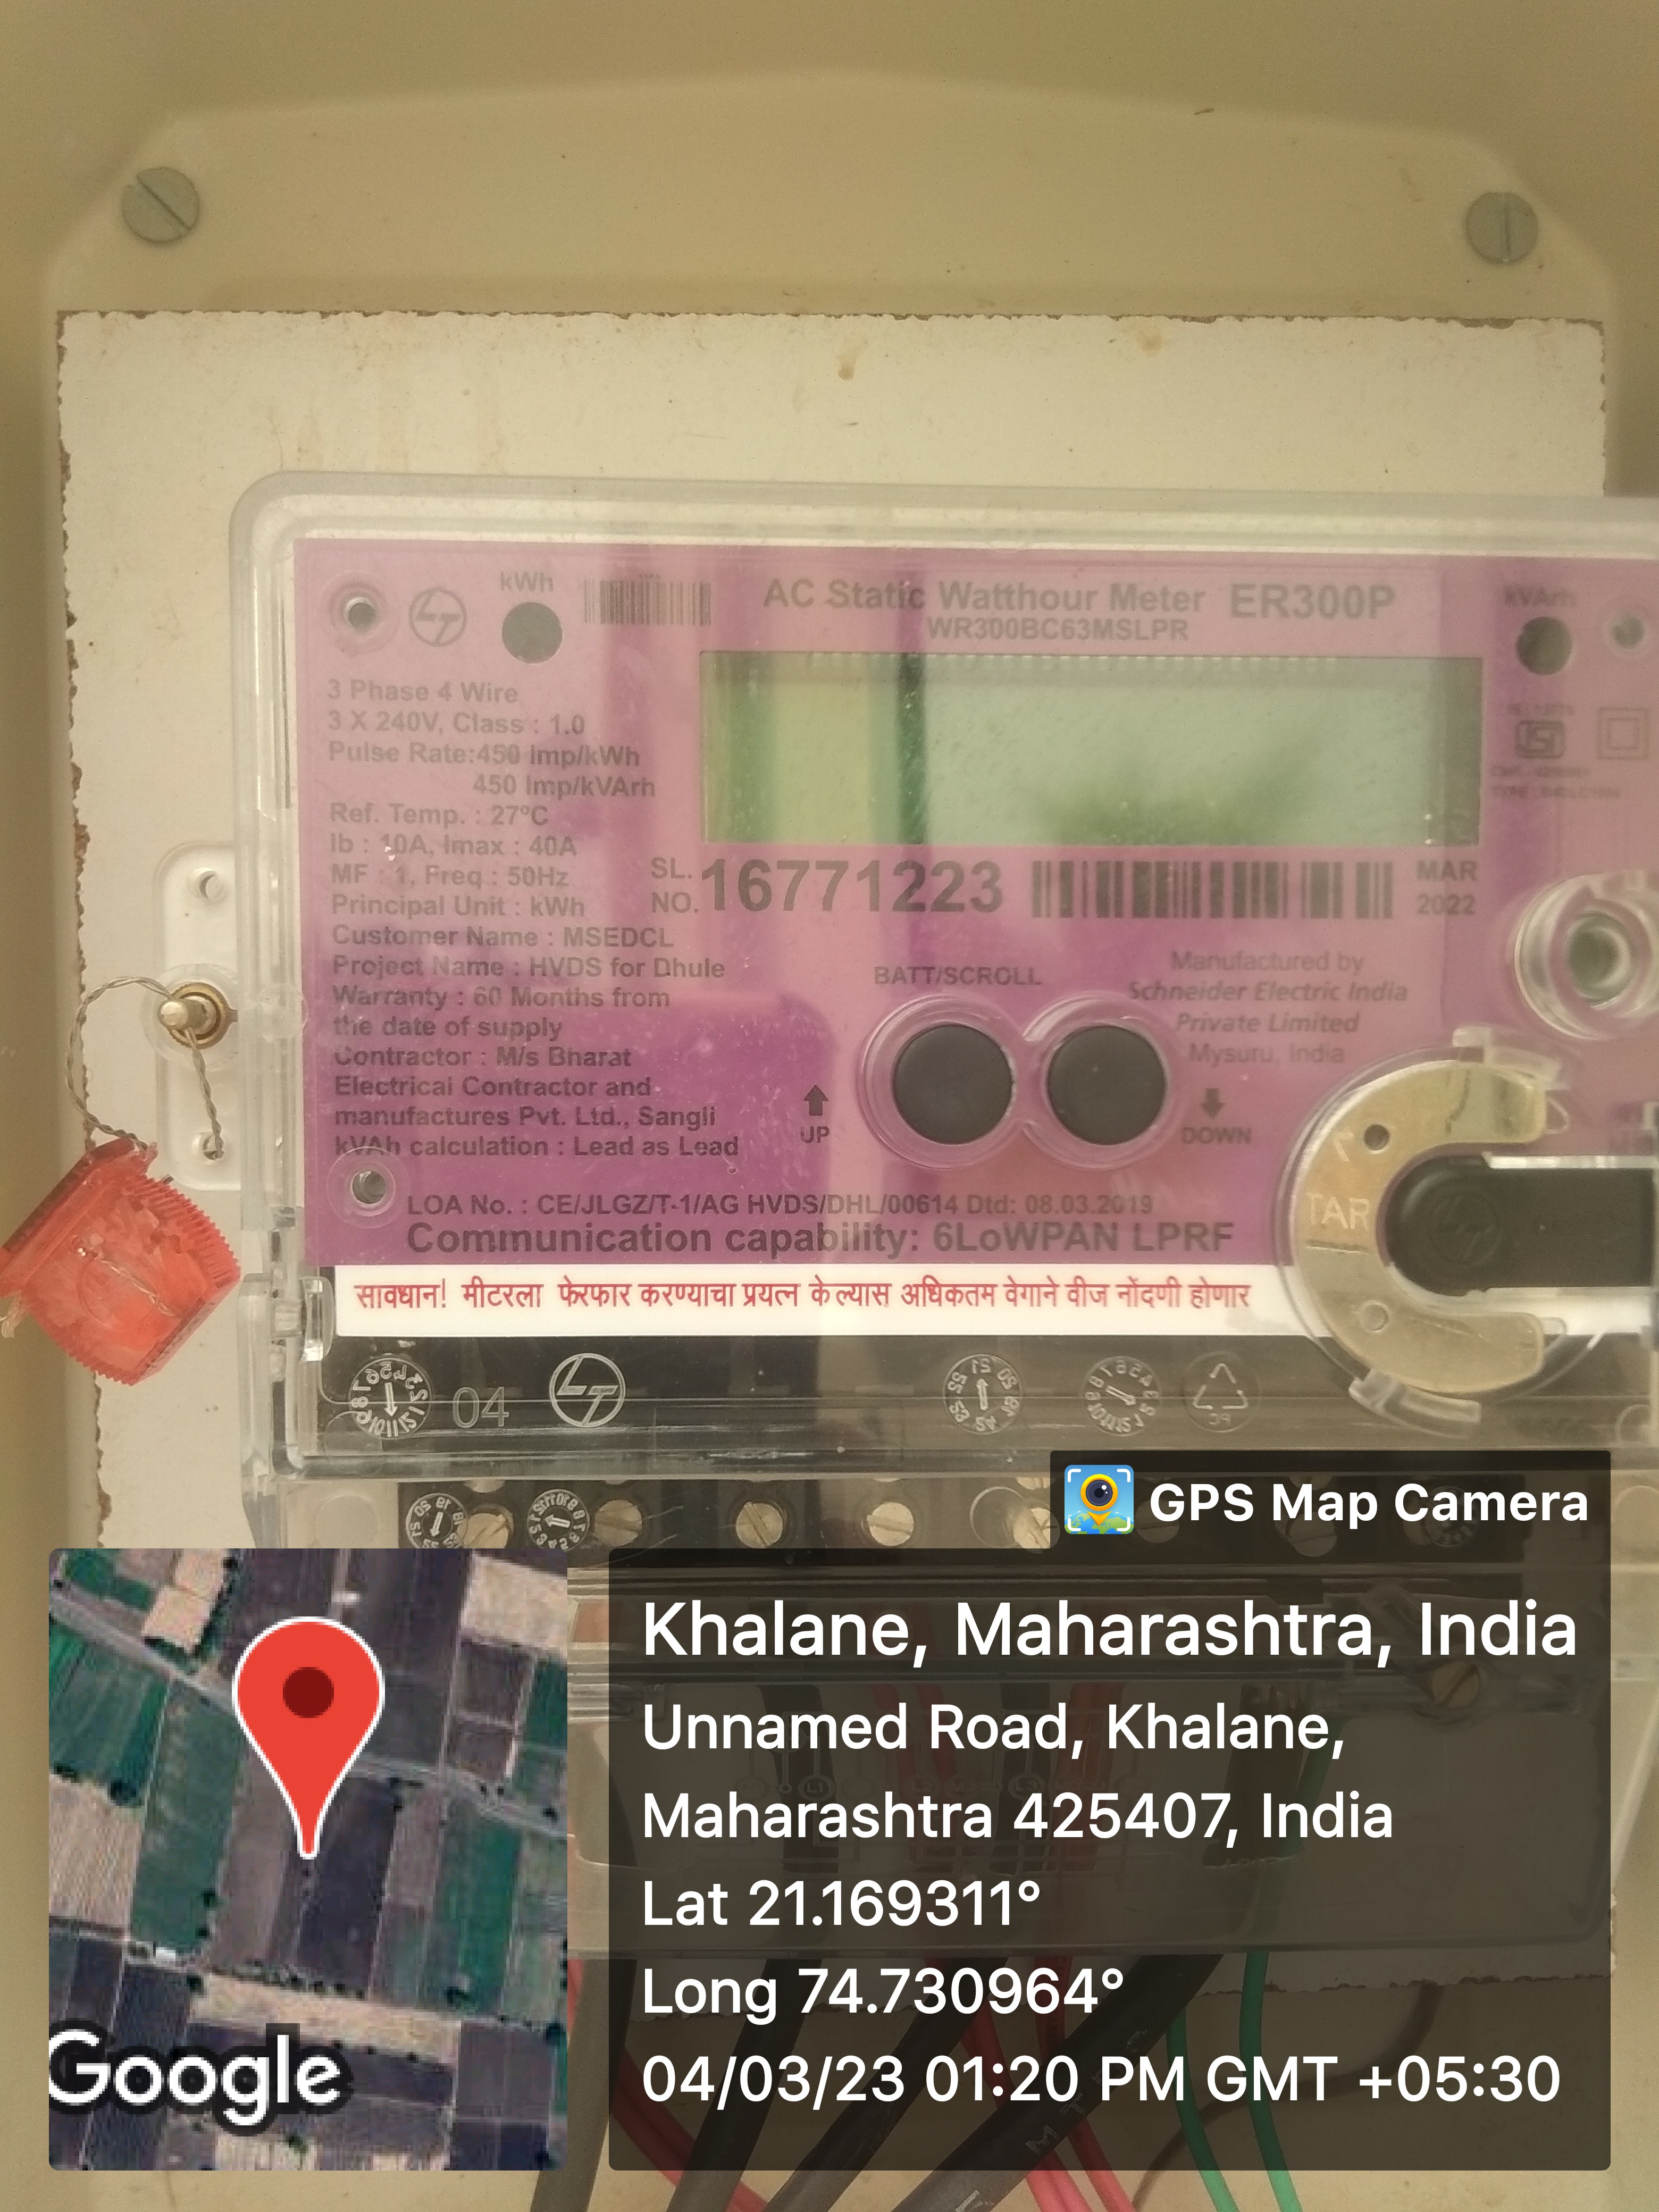 kWh
AC Static Watthour Meter ER300P
WR300BC63MSLPR
kVArh
3 Phase 4 Wire
3 X 240V, Class : 1.0
Pulse Rate:450 Imp/kWh
450 Imp/kVArh
Ref. Temp. : 27°C
Ib : 10A, Imax : 40A
MF : 1, Freq : 50Hz
Principal Unit : kWh
SL. NO. 16771223
MAR 2022
Customer Name : MSEDCL
Project Name : HVDS for Dhule
Warranty : 60 Months from
the date of supply
Contractor : M/s Bharat
Electrical Contractor and
manufactures Pvt. Ltd., Sangli
kVAh calculation : Lead as Lead
BATT/SCROLL
UP
DOWN
Manufactured by
Schneider Electric India
Private Limited
Mysuru, India
TAR
LOA No. : CE/JLGZ/T-1/AG HVDS/DHL/00614 Dtd: 08.03.2019
Communication capability: 6LoWPAN LPRF
सावधान! मीटरला फेरफार करण्याचा प्रयत्न केल्यास अधिकतम वेगाने वीज नोंदणी होणार
04
LT
GPS Map Camera
Khalane, Maharashtra, India
Unnamed Road, Khalane,
Maharashtra 425407, India
Lat 21.169311°
Long 74.730964°
04/03/23 01:20 PM GMT +05:30
Google